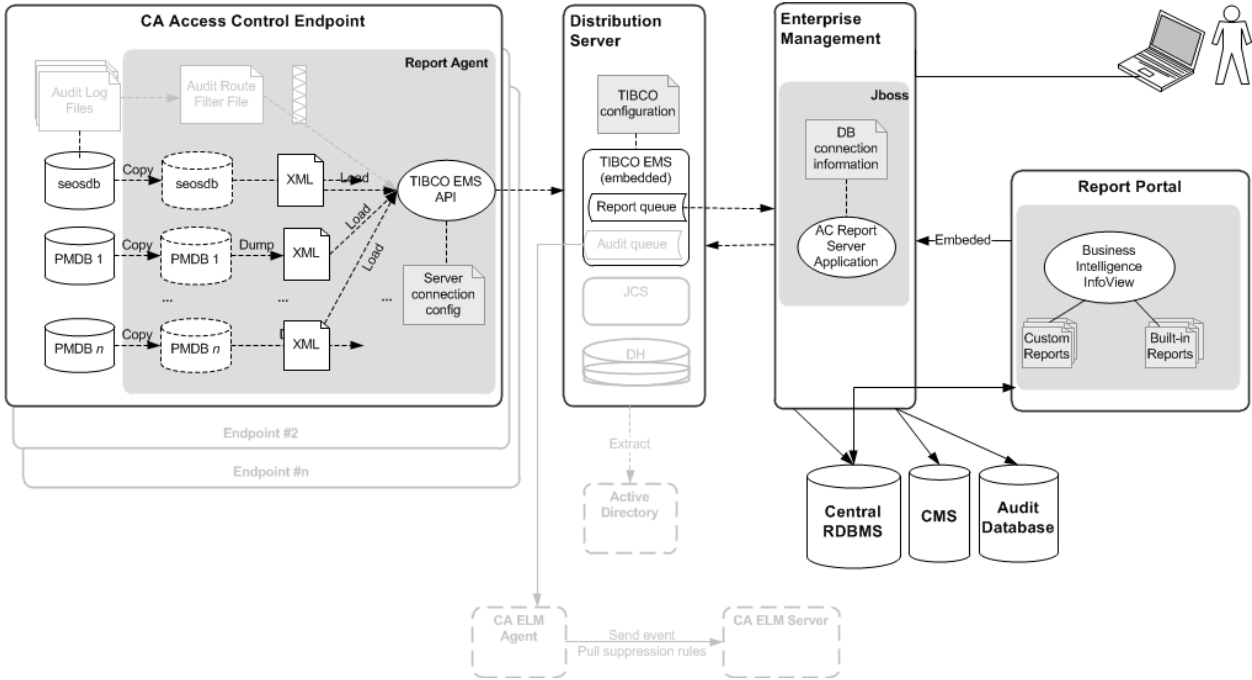 CA Access Control Endpoint
Report Agent
Audit Log
Files
Audit Route
Filter File
seosdb
Copy
seosdb
XML
Load
TIBCO EMS
API
PMDB 1
Copy
PMDB 1
Dump
XML
Load
Load
...
...
...
...
Server
connection
config
PMDB n
Copy
PMDB n
XML
Endpoint #2
Endpoint #n
Distribution
Server
TIBCO
configuration
TIBCO EMS
(embedded)
Report queue
Audit queue
JCS
DH
Extract
Active
Directory
CA ELM
Agent
Send event
Pull suppression rules
CA ELM Server
Enterprise
Management
Jboss
DB
connection
information
AC Report
Server
Application
Embeded
Report Portal
Business
Intelligence
InfoView
Custom
Reports
Built-in
Reports
Central
RDBMS
CMS
Audit
Database